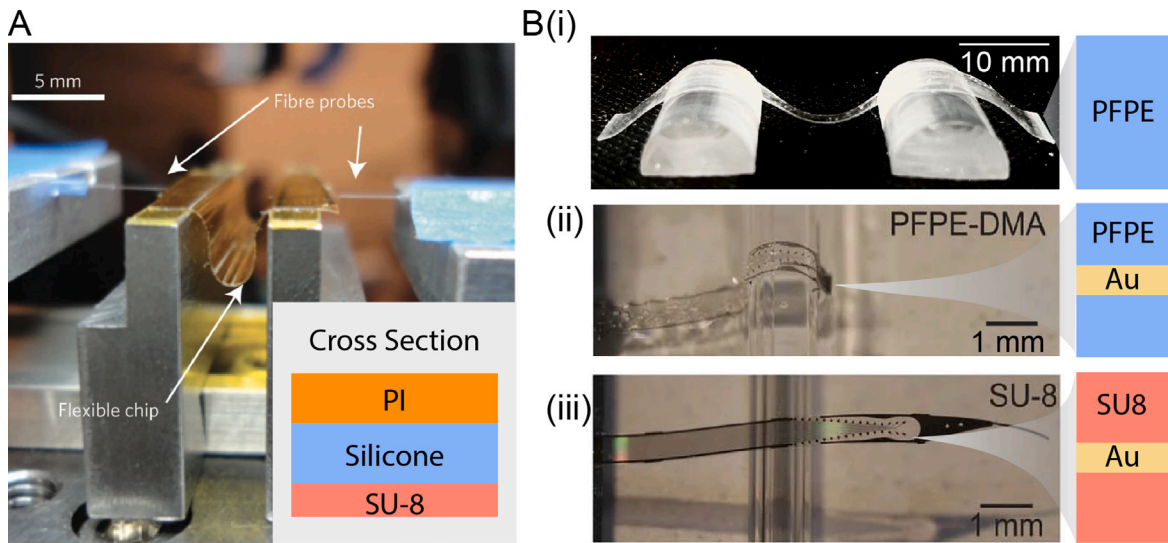 A
5 mm
Fibre probes
Flexible chip
Cross Section
PI
Silicone
SU-8
B(i)
10 mm
PFPE
(ii)
PFPE-DMA
1 mm
PFPE
Au
(iii)
SU-8
1 mm
SU8
Au